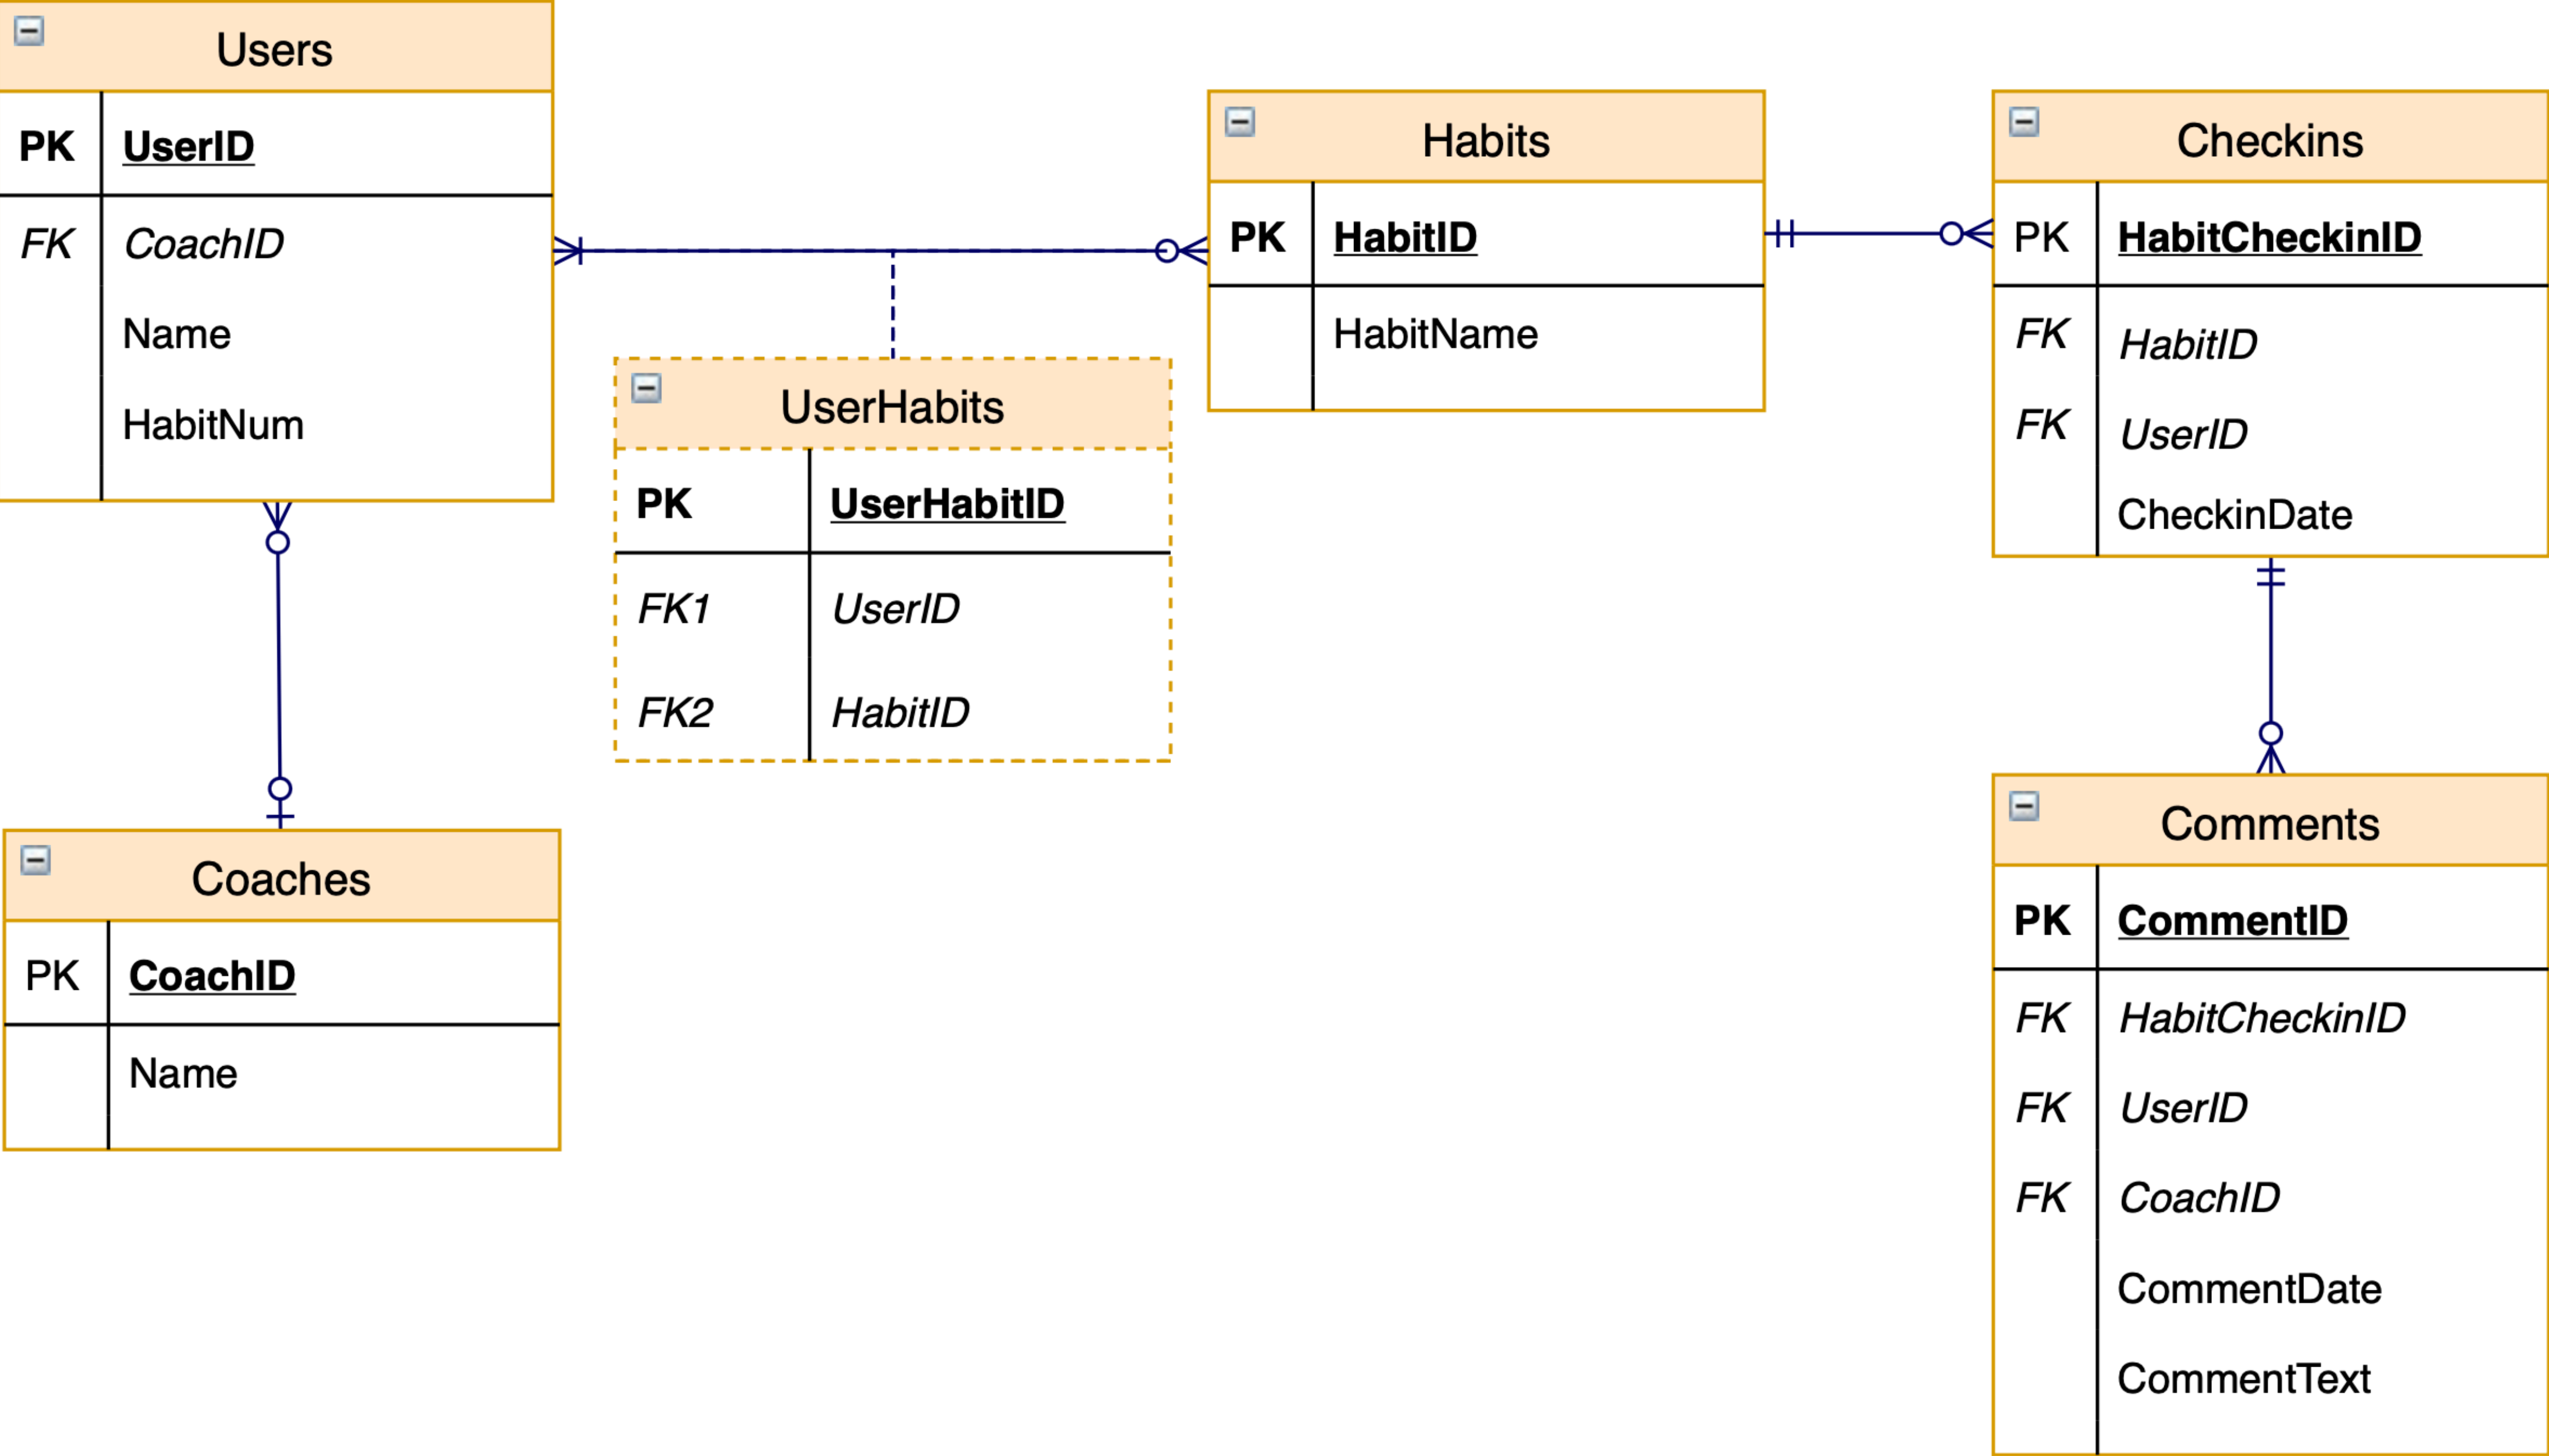 Users
PK UserID
FK CoachID
Name
HabitNum
Habits
PK HabitID
HabitName
Checkins
PK HabitCheckinID
FK HabitID
FK UserID
CheckinDate
UserHabits
PK UserHabitID
FK1 UserID
FK2 HabitID
Coaches
PK CoachID
Name
Comments
PK CommentID
FK HabitCheckinID
FK UserID
FK CoachID
CommentDate
CommentText